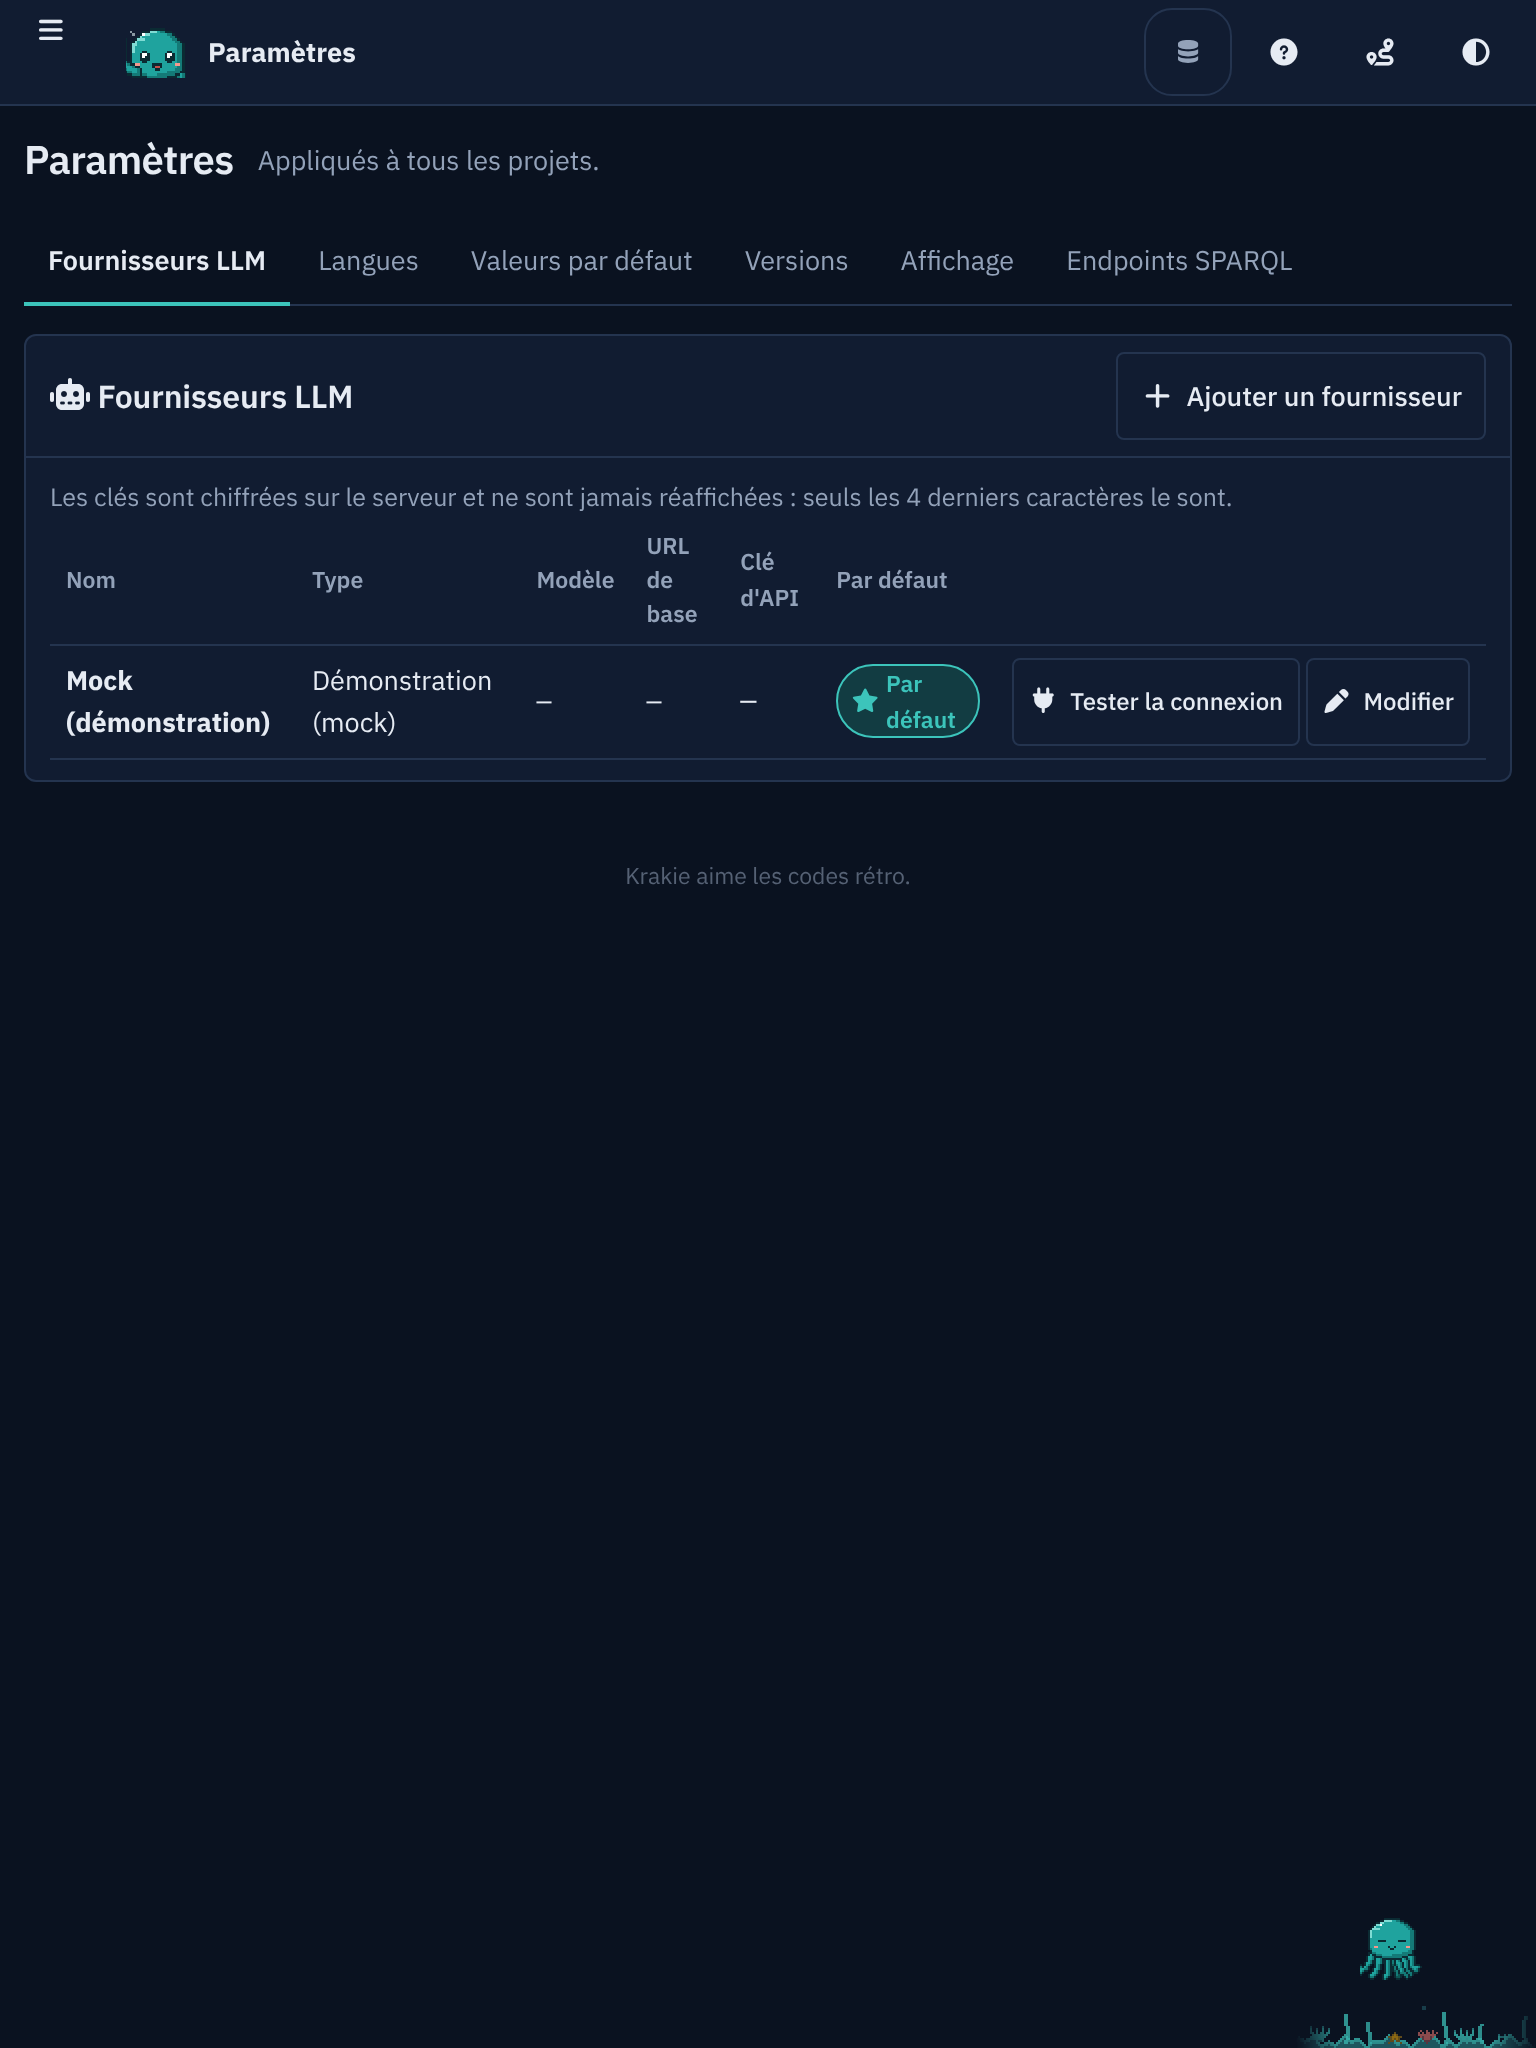 Paramètres
Paramètres Appliqués à tous les projets.
Fournisseurs LLM Langues Valeurs par défaut Versions Affichage Endpoints SPARQL
Fournisseurs LLM
Ajouter un fournisseur
Les clés sont chiffrées sur le serveur et ne sont jamais réaffichées : seuls les 4 derniers caractères le sont.
Nom
Type
Modèle
URL
de
base
Clé
d'API
Par défaut
Mock
(démonstration)
Démonstration
(mock)
— — —
Par
défaut
Tester la connexion
Modifier
Krakie aime les codes rétro.